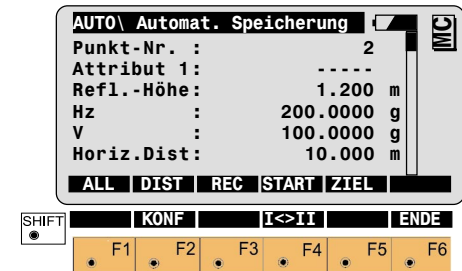 AUTO\ Automat. Speicherung MC
Punkt-Nr. : 2
Attribut 1: -----
Refl.-Höhe: 1.200 m
Hz : 200.0000 g
V : 100.0000 g
Horiz.Dist: 10.000 m
ALL DIST REC START ZIEL
SHIFT KONF I<>II ENDE
F1 F2 F3 F4 F5 F6